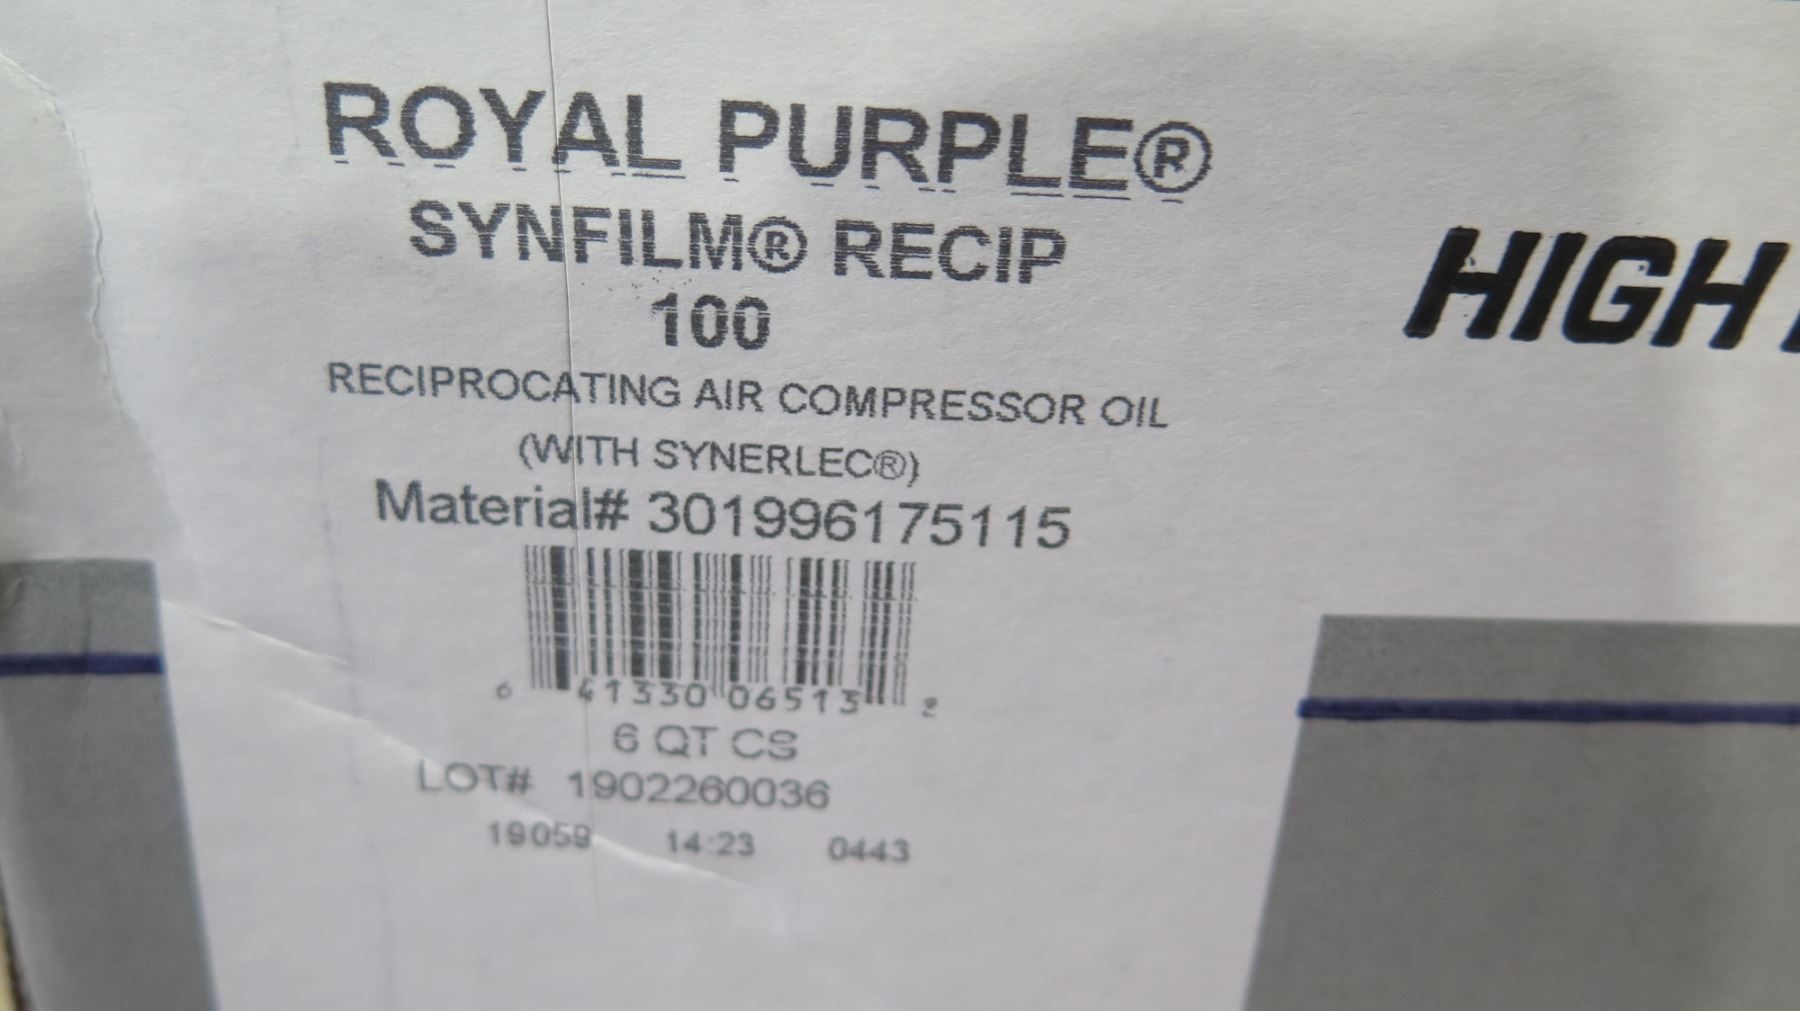 ROYAL PURPLE®
SYNFILM® RECIP
100
RECIPROCATING AIR COMPRESSOR OIL
(WITH SYNERLEC®)
Material# 301996175115
6 41330 06513 2
6 QT CS
LOT# 1902260036
19059 14:23 0443
HIGH